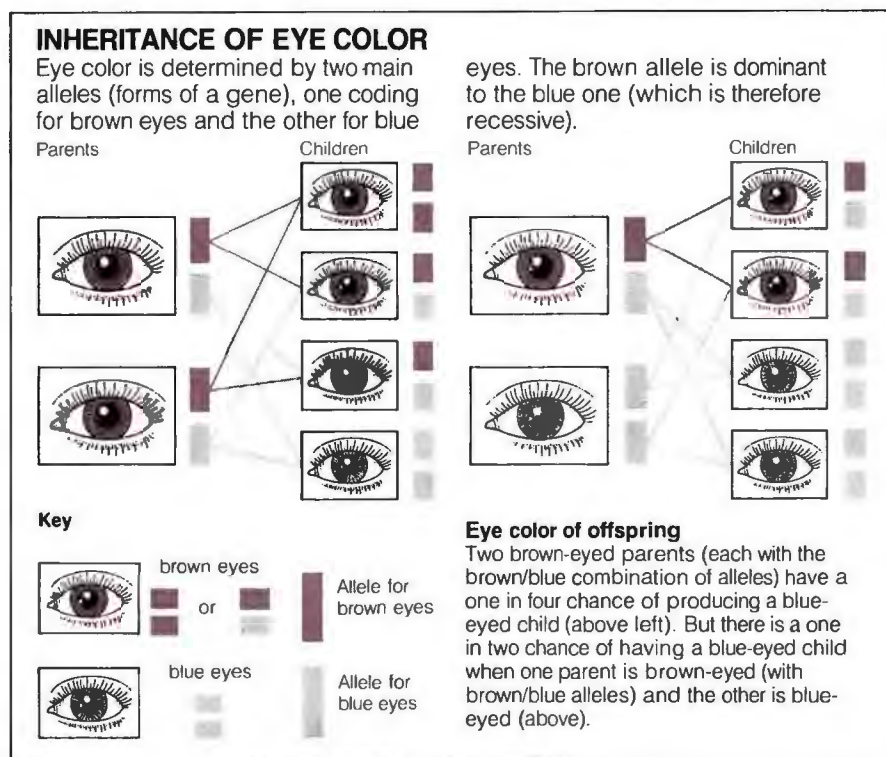 INHERITANCE OF EYE COLOR
Eye color is determined by two main
alleles (forms of a gene), one coding
for brown eyes and the other for blue
eyes. The brown allele is dominant
to the blue one (which is therefore
recessive).
Parents
Children
Parents
Children
Key
brown eyes
or
Allele for
brown eyes
blue eyes
Allele for
blue eyes
Eye color of offspring
Two brown-eyed parents (each with the
brown/blue combination of alleles) have a
one in four chance of producing a blue-
eyed child (above left). But there is a one
in two chance of having a blue-eyed child
when one parent is brown-eyed (with
brown/blue alleles) and the other is blue-
eyed (above).